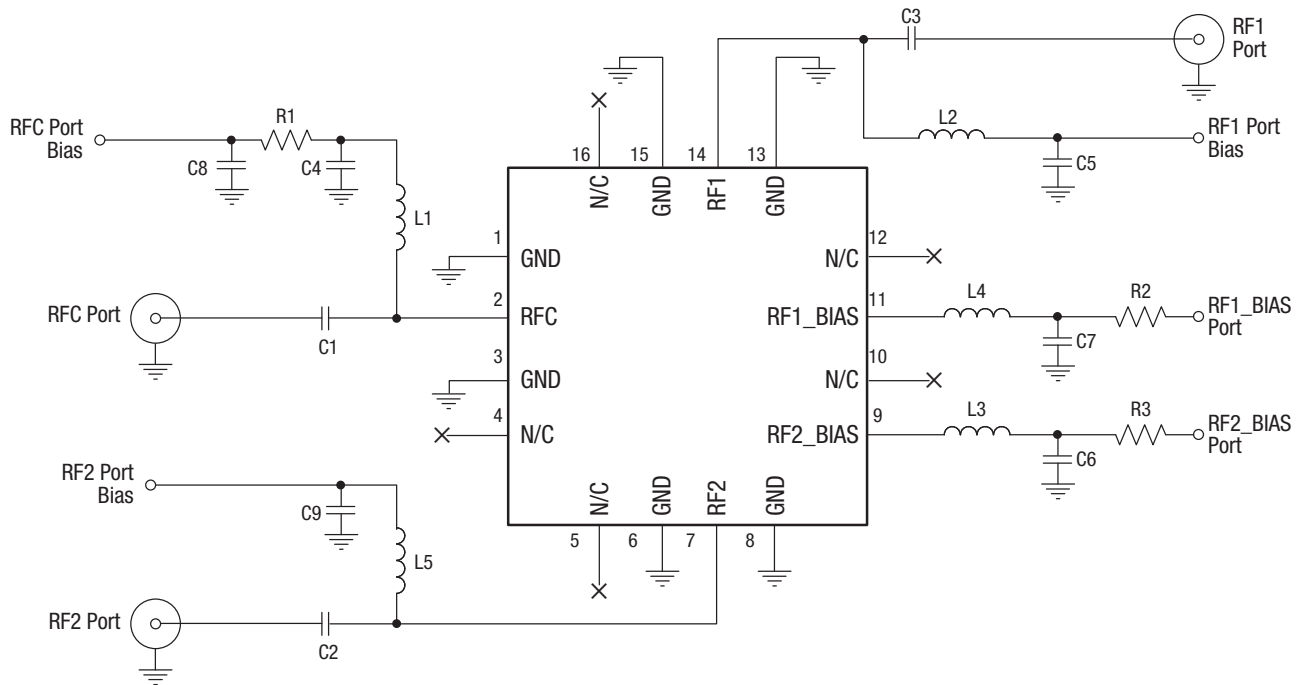 C3
RF1
Port
R1
RFC Port
Bias
C8
C4
L1
L2
RF1 Port
Bias
C5
16
15
14
13
N/C
GND
RF1
GND
1
GND
12
N/C
RFC Port
C1
2
RFC
11
RF1_BIAS
L4
R2
RF1_BIAS
Port
C7
3
GND
10
N/C
4
N/C
9
RF2_BIAS
L3
R3
RF2_BIAS
Port
C6
RF2 Port
Bias
C9
L5
N/C
GND
RF2
GND
5
6
7
8
RF2 Port
C2